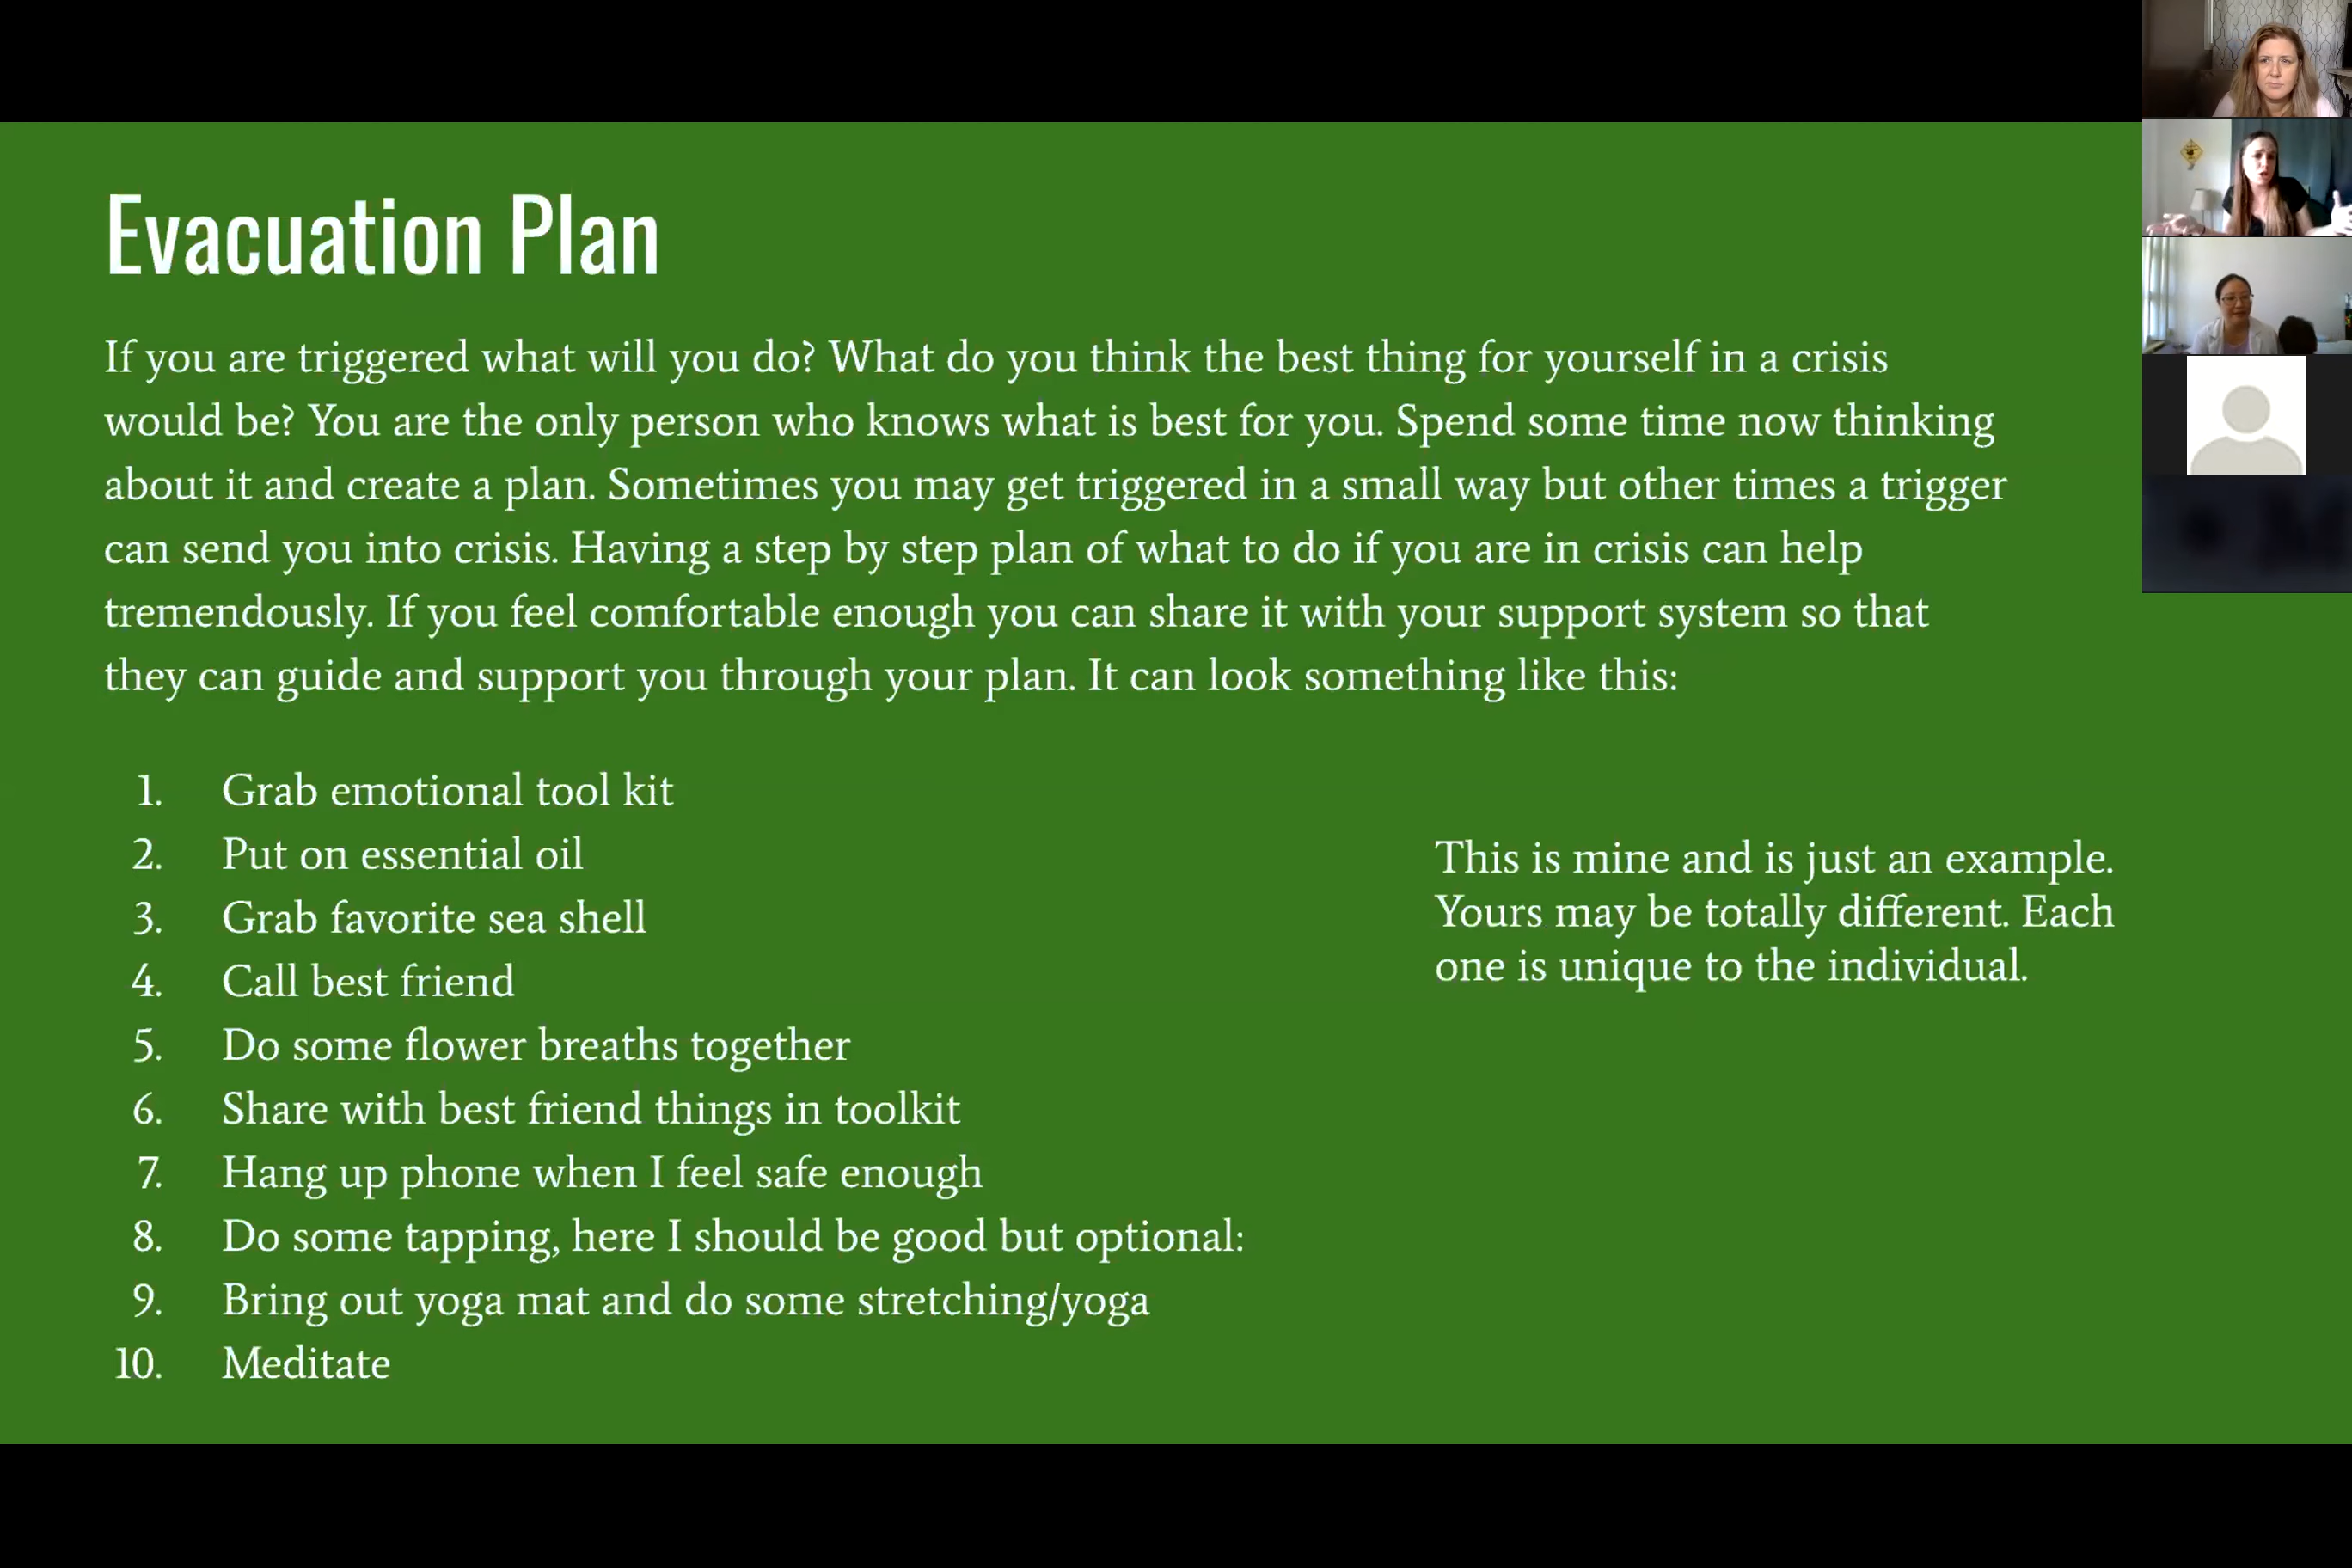 Evacuation Plan
If you are triggered what will you do? What do you think the best thing for yourself in a crisis
would be? You are the only person who knows what is best for you. Spend some time now thinking
about it and create a plan. Sometimes you may get triggered in a small way but other times a trigger
can send you into crisis. Having a step by step plan of what to do if you are in crisis can help
tremendously. If you feel comfortable enough you can share it with your support system so that
they can guide and support you through your plan. It can look something like this:
1. Grab emotional tool kit
2. Put on essential oil
3. Grab favorite sea shell
4. Call best friend
5. Do some flower breaths together
6. Share with best friend things in toolkit
7. Hang up phone when I feel safe enough
8. Do some tapping, here I should be good but optional:
9. Bring out yoga mat and do some stretching/yoga
10. Meditate
This is mine and is just an example.
Yours may be totally different. Each
one is unique to the individual.